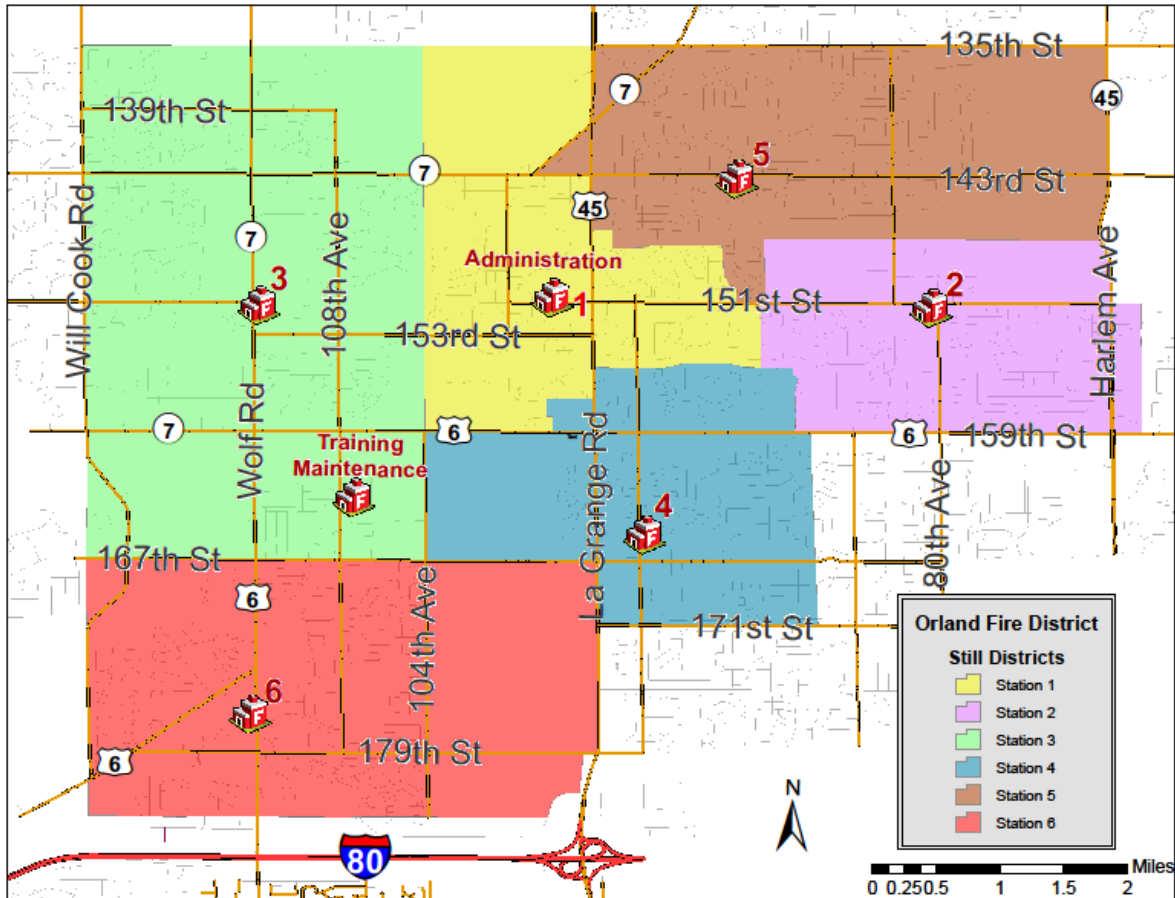 135th St
7
45
139th St
7
5
143rd St
Will Cook Rd
45
7
108th Ave
Administration
3
2
1
151st St
153rd St
Harlem Ave
7
6
6
159th St
Training
Maintenance
Wolf Rd
La Grange Rd
4
80th Ave
167th St
6
104th Ave
171st St
6
179th St
6
80
N
Orland Fire District
Still Districts
Station 1
Station 2
Station 3
Station 4
Station 5
Station 6
Miles
0 0.25 0.5 1 1.5 2